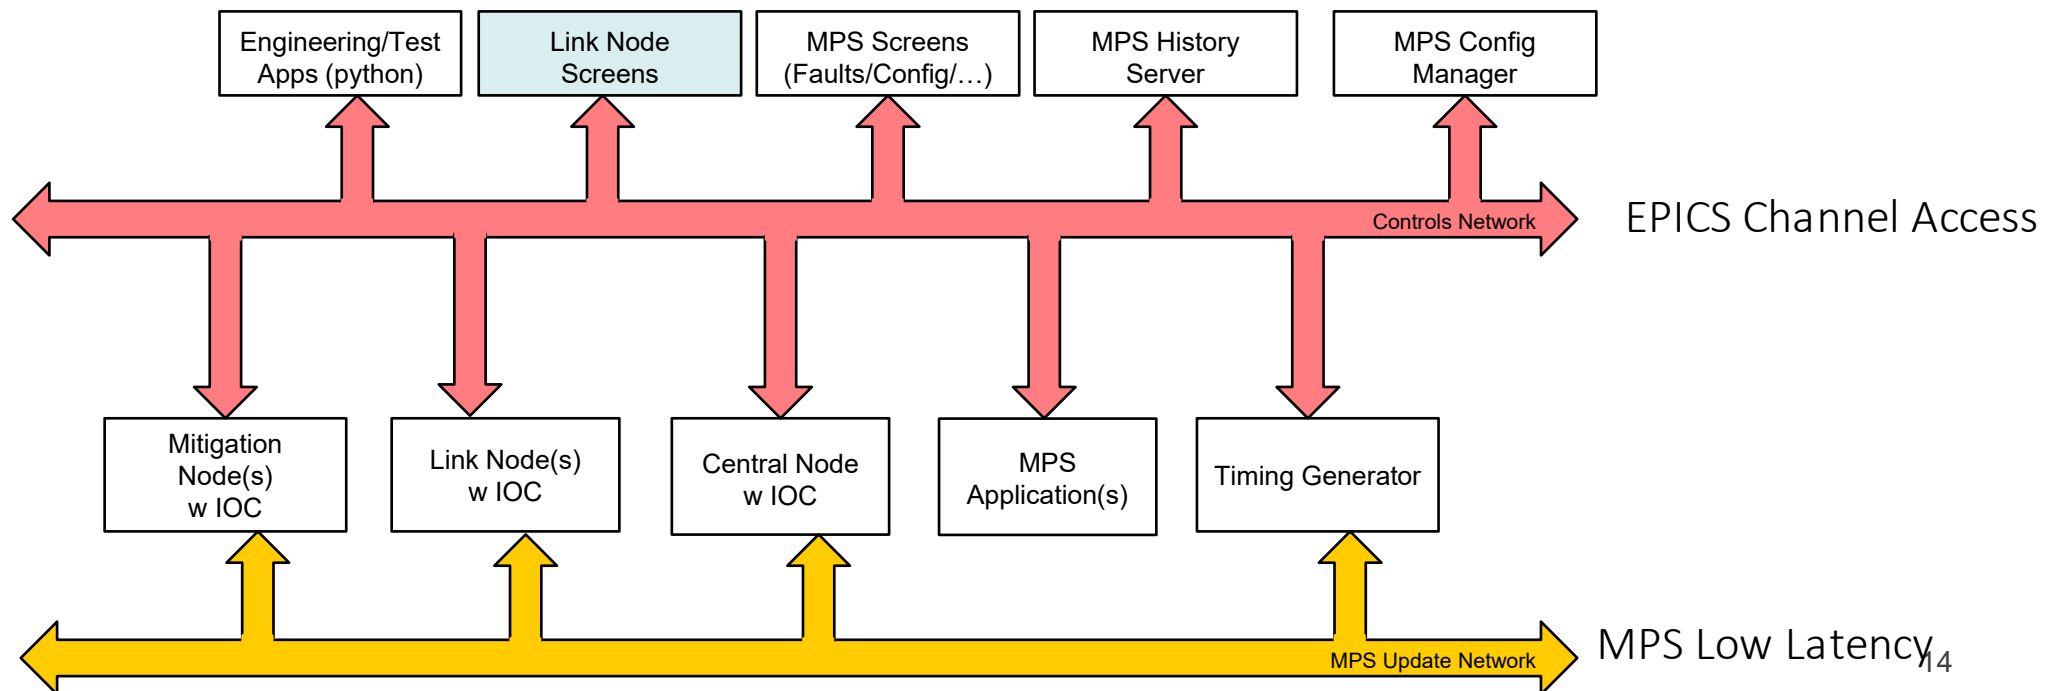 Engineering/Test
Apps (python)
Link Node
Screens
MPS Screens
(Faults/Config/…)
MPS History
Server
MPS Config
Manager
Controls Network
EPICS Channel Access
Mitigation
Node(s)
w IOC
Link Node(s)
w IOC
Central Node
w IOC
MPS
Application(s)
Timing Generator
MPS Update Network
MPS Low Latency
14